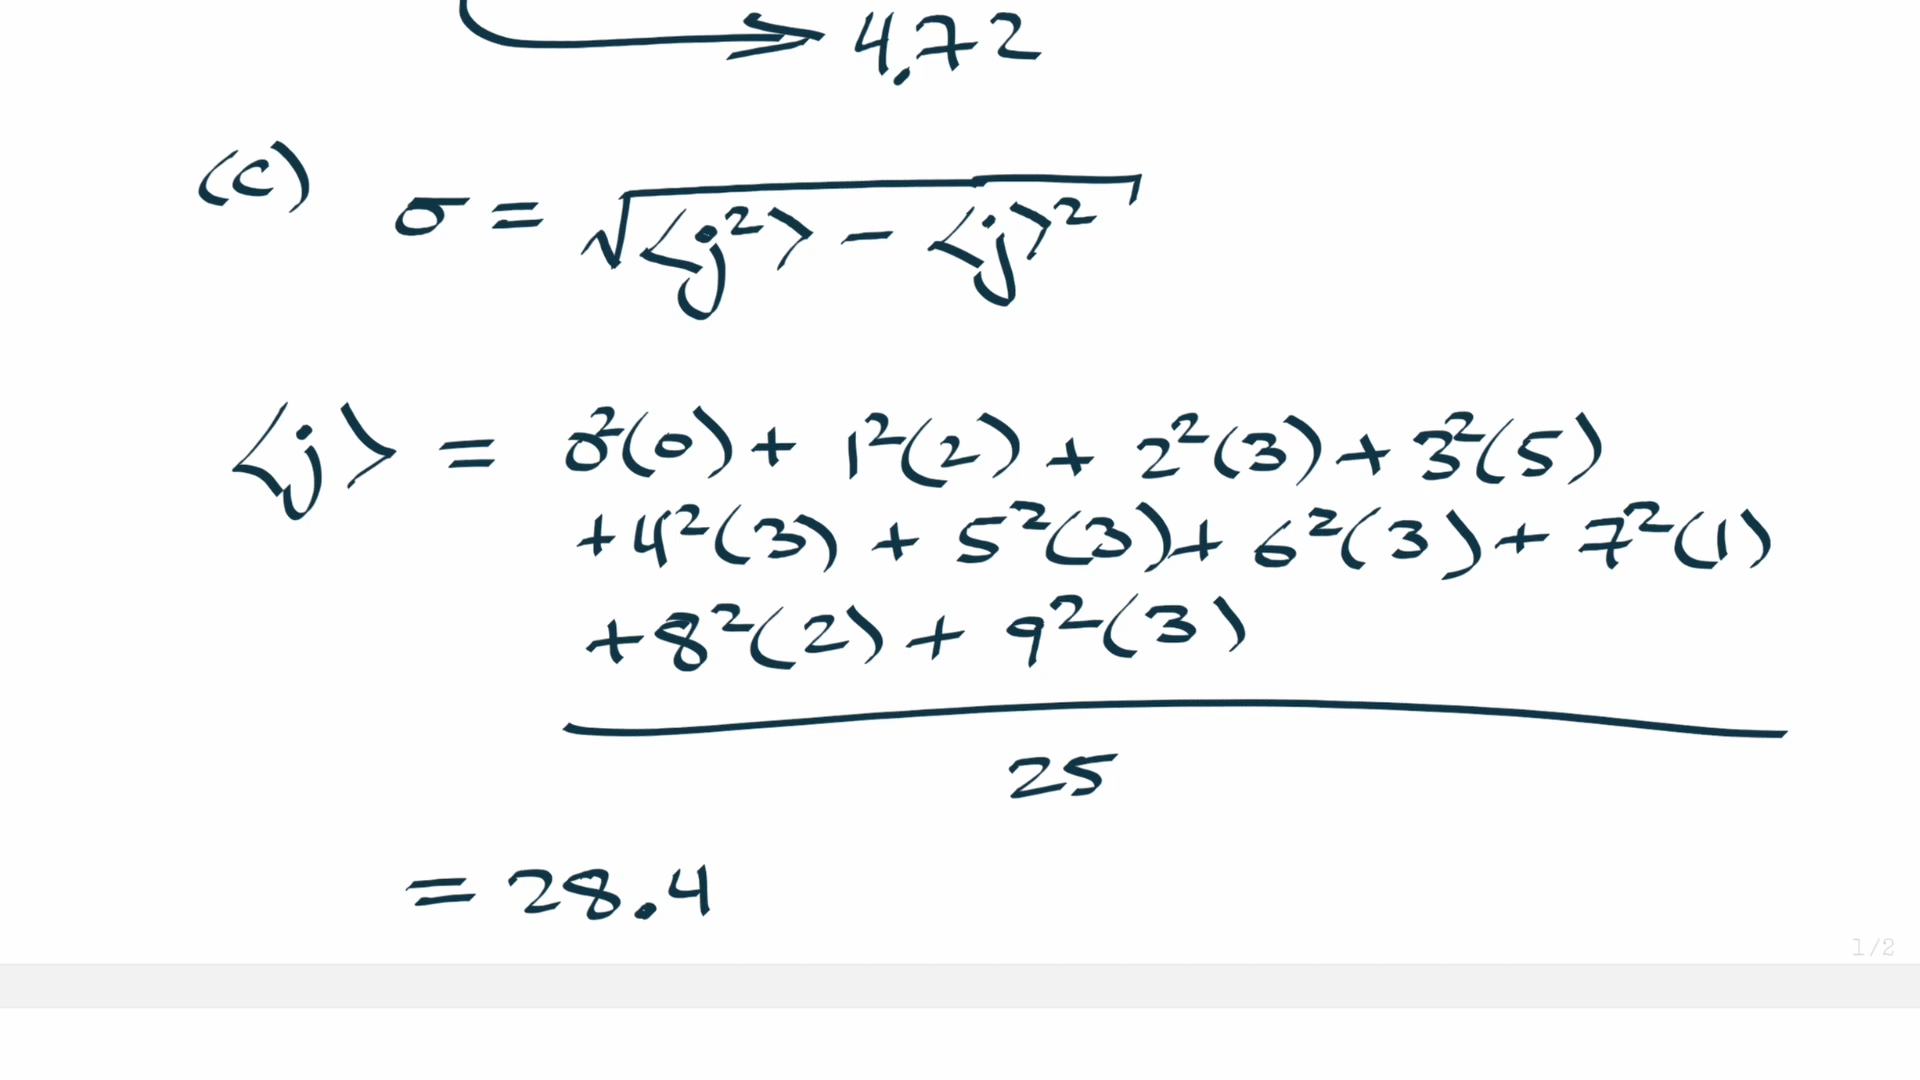 4.72
(c) σ = √(⟨j²⟩ - ⟨j⟩²)
⟨j⟩ = 0²(0) + 1²(2) + 2²(3) + 3²(5)
+ 4²(3) + 5²(3) + 6²(3) + 7²(1)
+ 8²(2) + 9²(3)
25
= 28.4
1/2